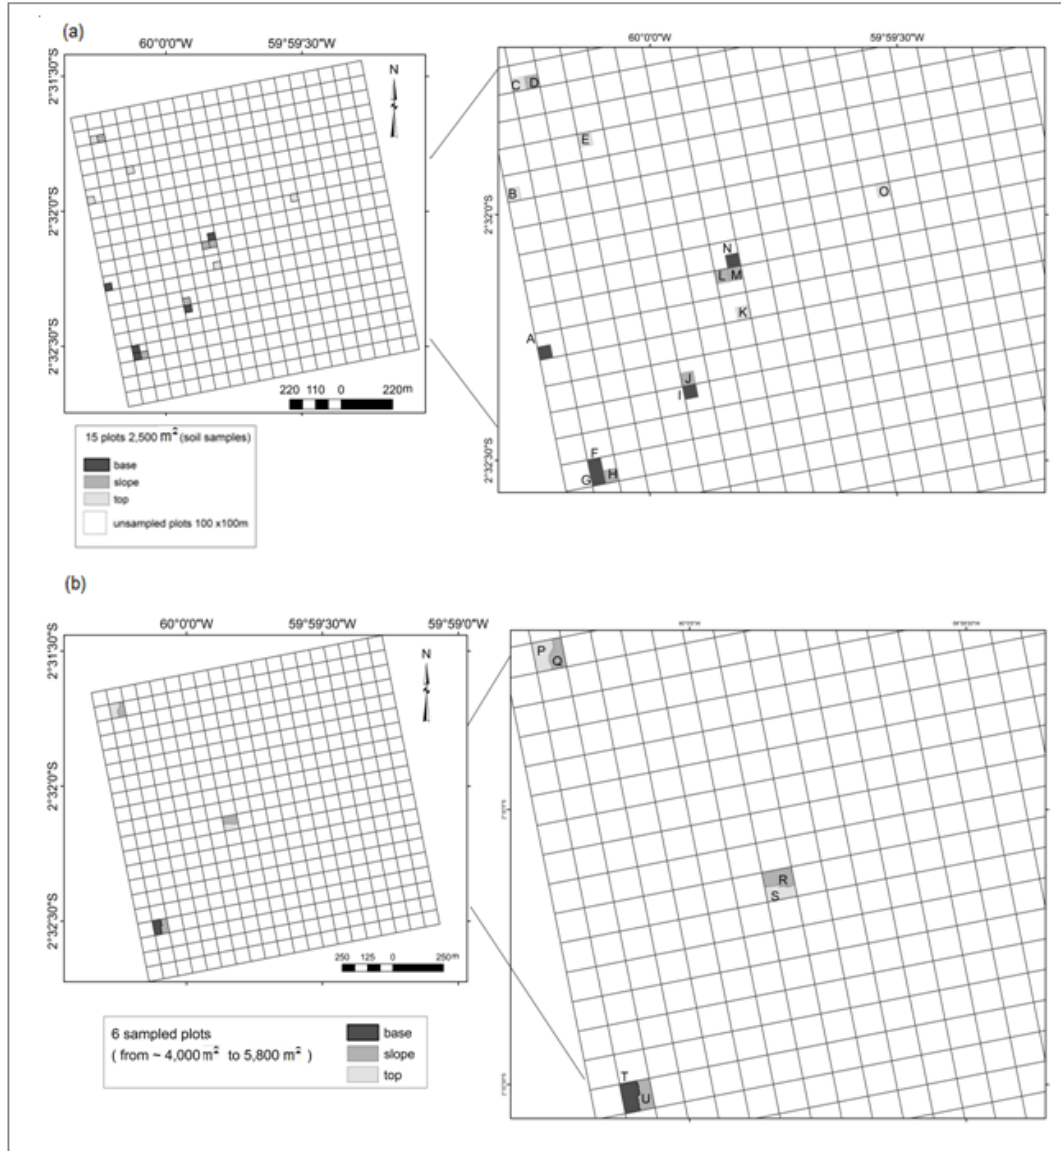 (a)
60°0'0"W 59°59'30"W
60°0'0"W 59°59'30"W
2°31'30"S
2°32'0"S
2°32'30"S
N
220 110 0 220m
15 plots 2,500 m² (soil samples)
base
slope
top
unsampled plots 100 x100m
2°32'0"S
2°32'30"S
C D
E
B
O
N
L M
K
A
J
I
F
G H
(b)
60°0'0"W 59°59'30"W 59°59'0"W
2°31'30"S
2°32'0"S
2°32'30"S
N
250 125 0 250m
6 sampled plots
( from ~ 4,000 m² to 5,800 m² )
base
slope
top
P
Q
R
S
T
U